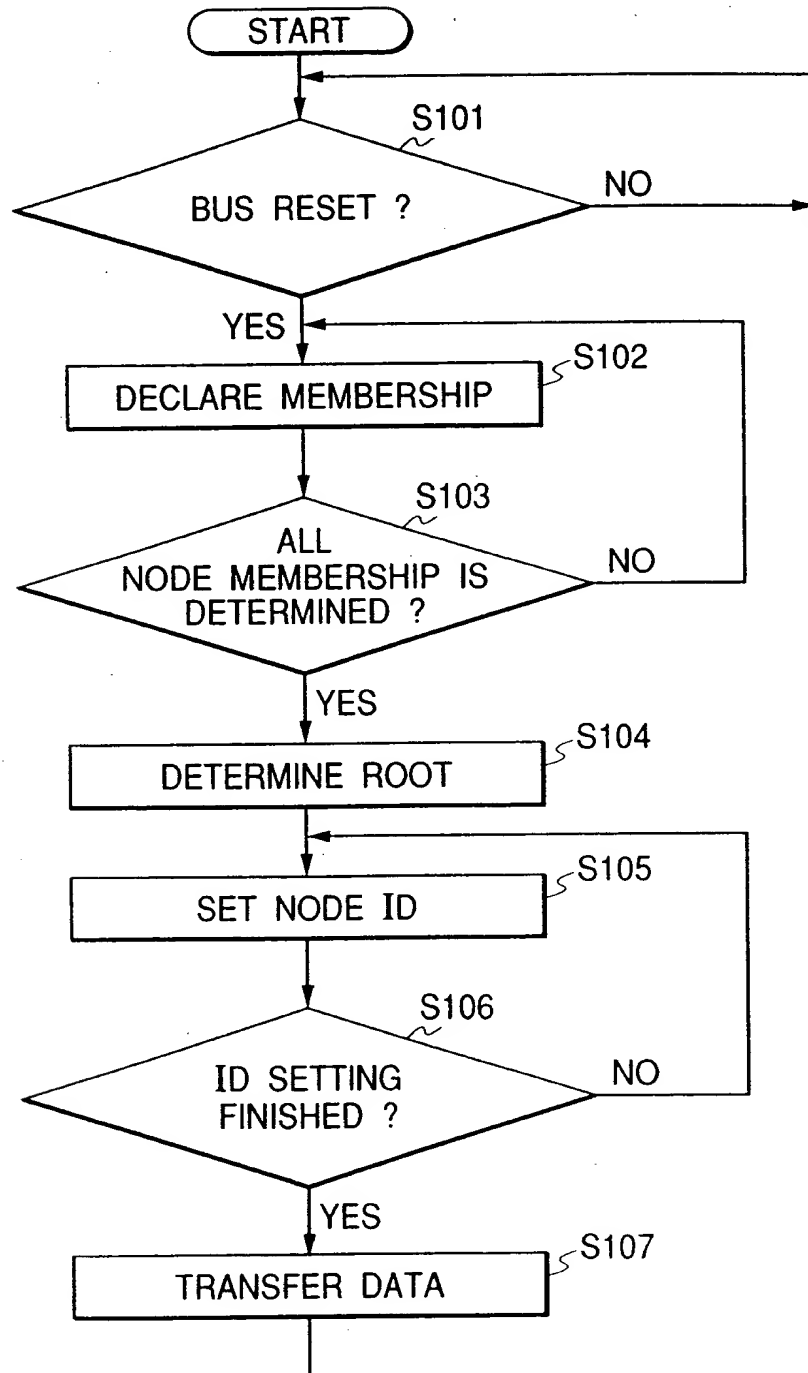 START
S101
BUS RESET ?
NO
YES
S102
DECLARE MEMBERSHIP
S103
ALL
NODE MEMBERSHIP IS
DETERMINED ?
NO
YES
S104
DETERMINE ROOT
S105
SET NODE ID
S106
ID SETTING
FINISHED ?
NO
YES
S107
TRANSFER DATA